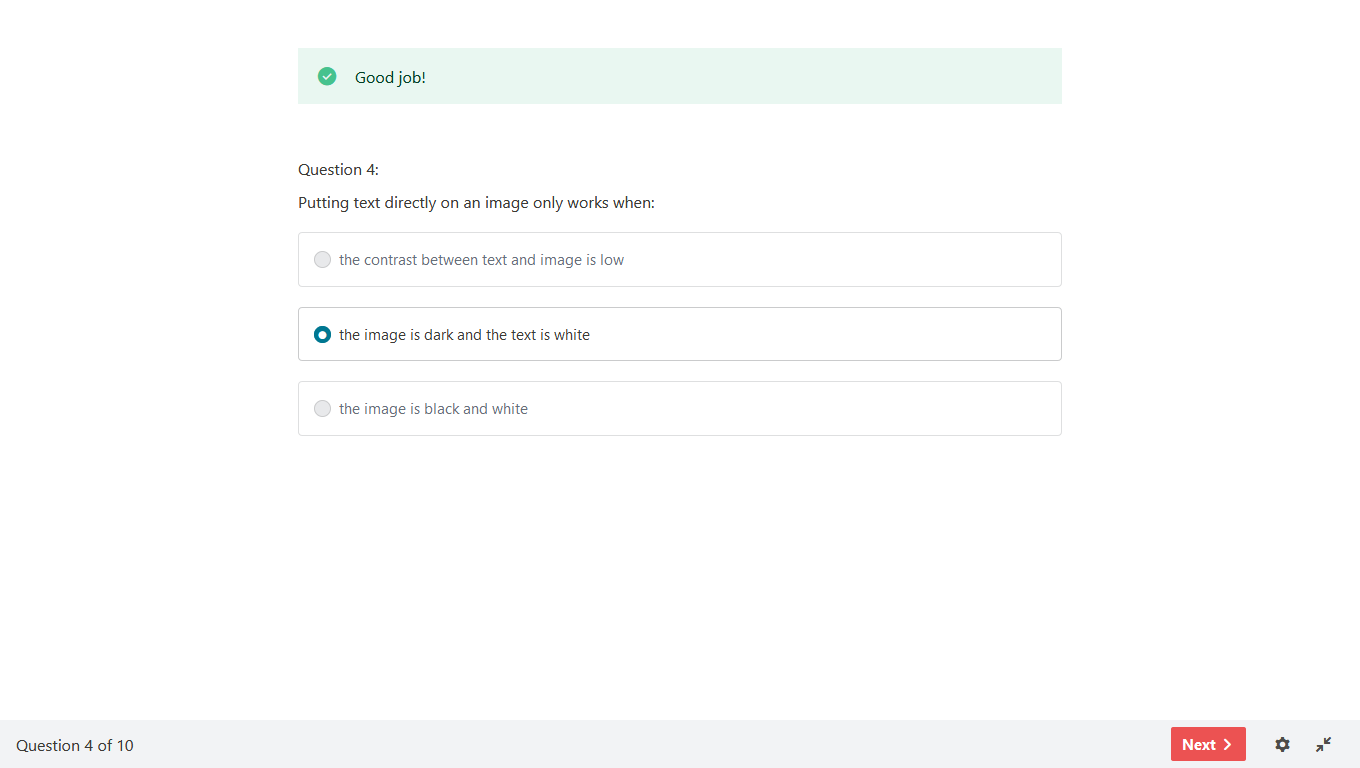 Good job!
Question 4:
Putting text directly on an image only works when:
the contrast between text and image is low
the image is dark and the text is white
the image is black and white
Question 4 of 10
Next